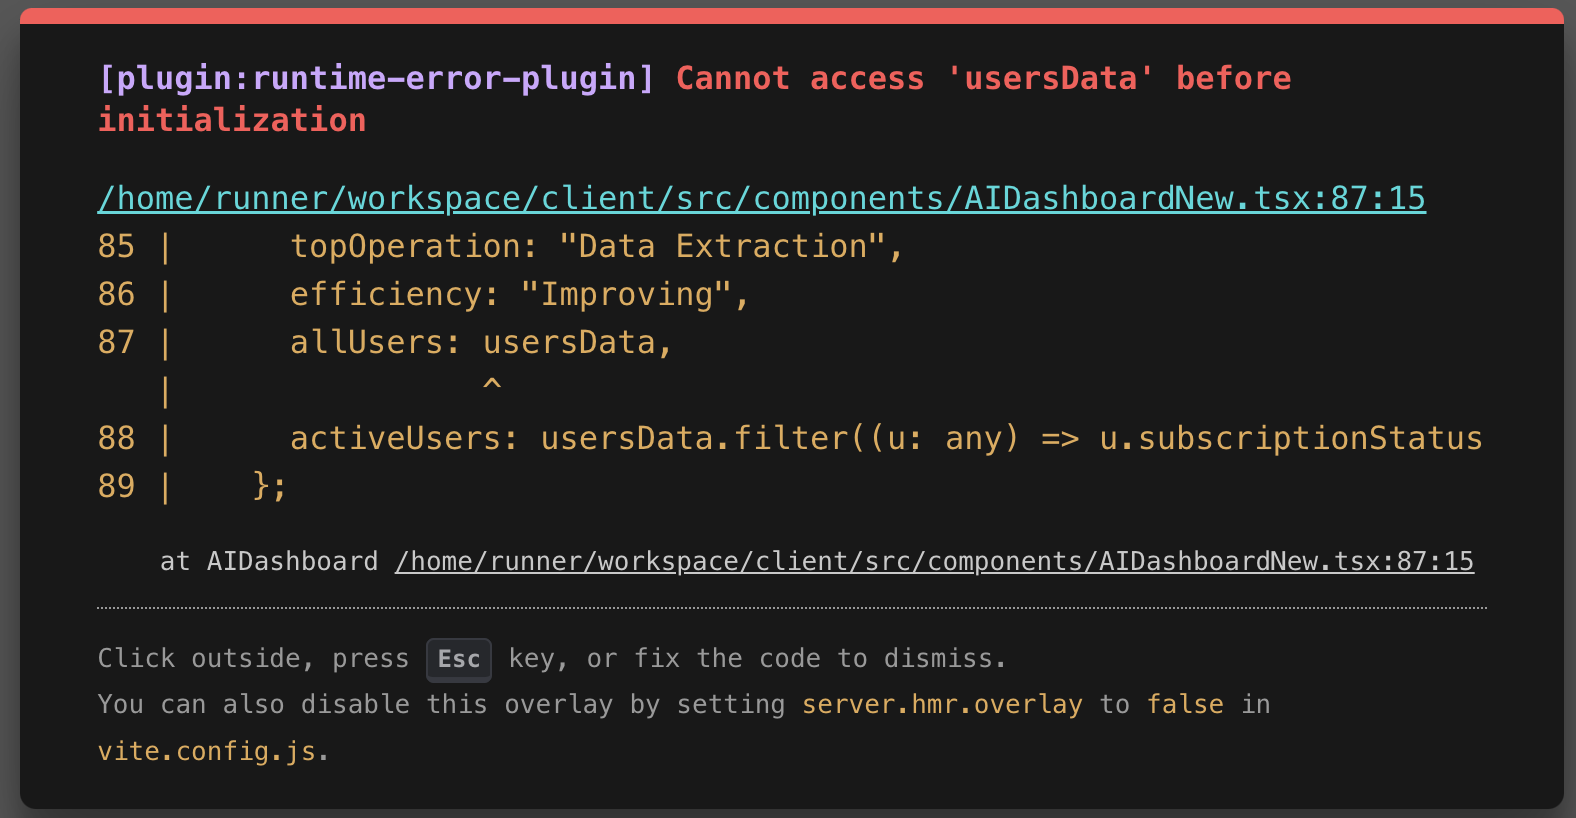 [plugin:runtime-error-plugin] Cannot access 'usersData' before
initialization
/home/runner/workspace/client/src/components/AIDashboardNew.tsx:87:15
85 |      topOperation: "Data Extraction",
86 |      efficiency: "Improving",
87 |      allUsers: usersData,
   |                ^
88 |      activeUsers: usersData.filter((u: any) => u.subscriptionStatus
89 |    };
at AIDashboard /home/runner/workspace/client/src/components/AIDashboardNew.tsx:87:15
Click outside, press Esc key, or fix the code to dismiss.
You can also disable this overlay by setting server.hmr.overlay to false in
vite.config.js.